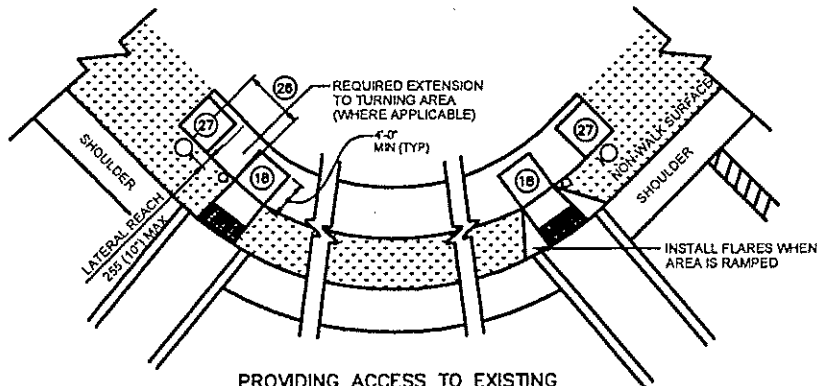 26
REQUIRED EXTENSION
TO TURNING AREA
(WHERE APPLICABLE)
4'-0"
MIN (TYP)
27
27
18
18
SHOULDER
NON-WALK SURFACE
SHOULDER
LATERAL REACH
255 (10") MAX
INSTALL FLARES WHEN
AREA IS RAMPED
PROVIDING ACCESS TO EXISTING